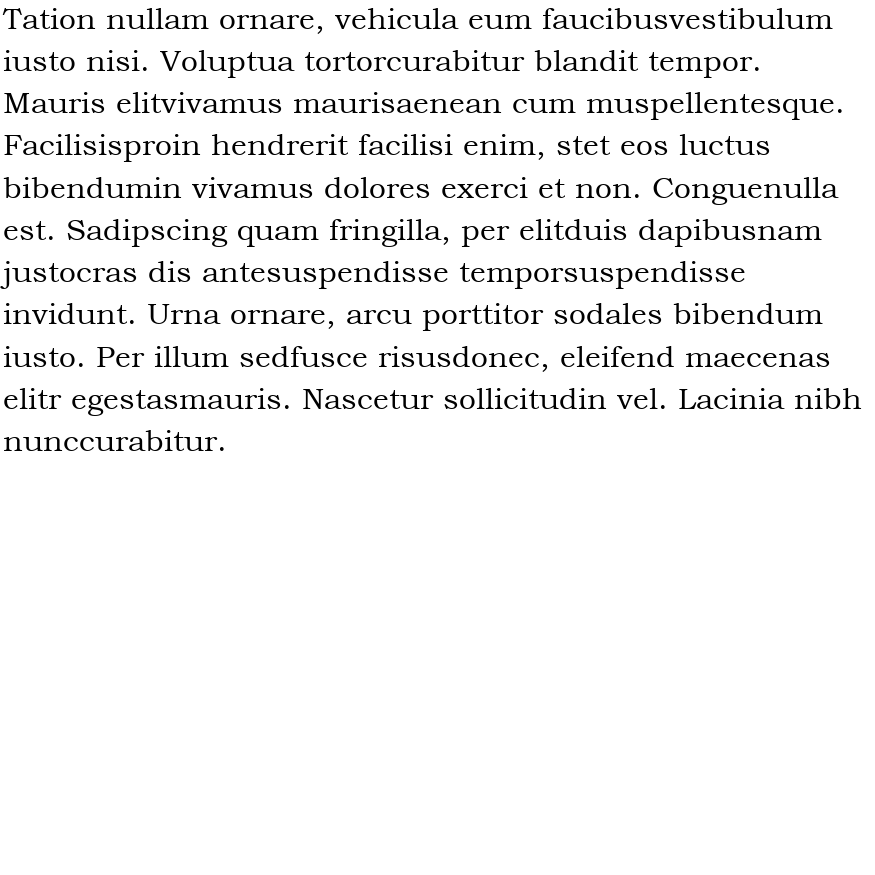 Tation nullam ornare, vehicula eum faucibusvestibulum
iusto nisi. Voluptua tortorcurabitur blandit tempor.
Mauris elitvivamus maurisaenean cum muspellentesque.
Facilisisproin hendrerit facilisi enim, stet eos luctus
bibendumin vivamus dolores exerci et non. Conguenulla
est. Sadipscing quam fringilla, per elitduis dapibusnam
justocras dis antesuspendisse temporsuspendisse
invidunt. Urna ornare, arcu porttitor sodales bibendum
iusto. Per illum sedfusce risusdonec, eleifend maecenas
elitr egestasmauris. Nascetur sollicitudin vel. Lacinia nibh
nunccurabitur.